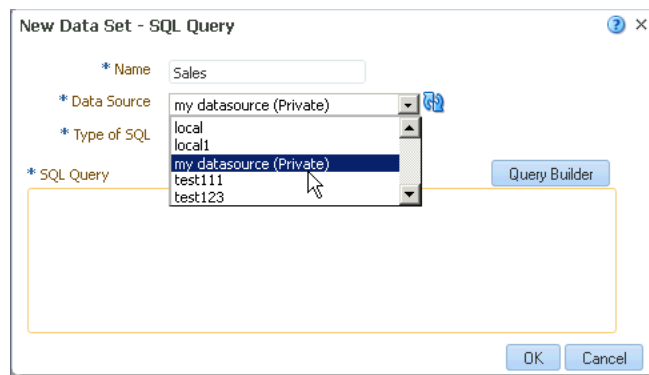 New Data Set - SQL Query
* Name Sales
* Data Source my datasource (Private)
* Type of SQL
local
local1
my datasource (Private)
test111
test123
* SQL Query
Query Builder
OK Cancel